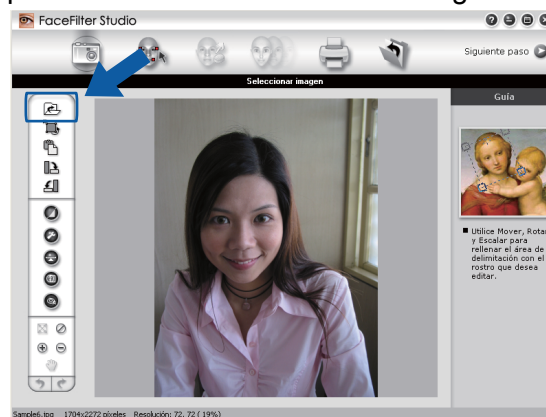 FaceFilter Studio
Siguiente paso
Seleccionar imagen
Guía
Utilice Mover, Rotar
y Escalar para
rellenar el área de
delimitación con el
rostro que desea
editar.
Sample6.jpg 1704x2272 píxeles Resolución: 72, 72 ( 19%)